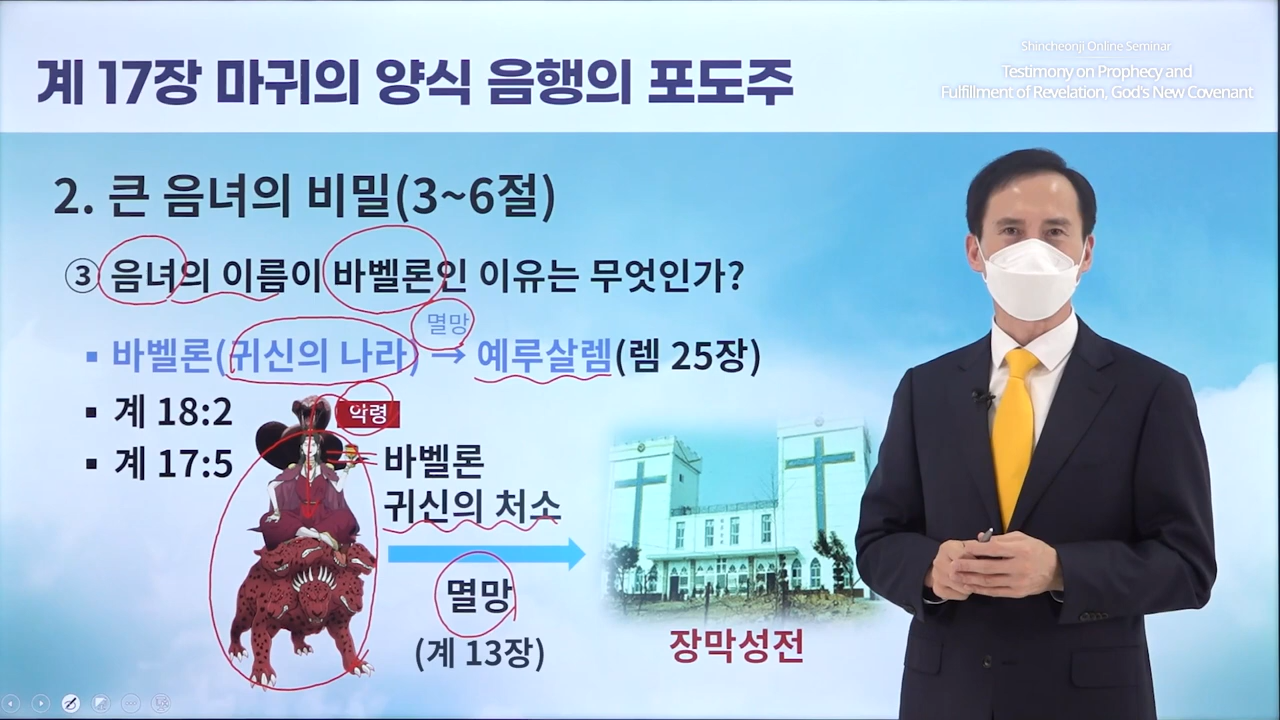 Shincheonji Online Seminar
Testimony on Prophecy and
Fulfillment of Revelation, God's New Covenant
계 17장 마귀의 양식 음행의 포도주
2. 큰 음녀의 비밀(3~6절)
③ 음녀의 이름이 바벨론인 이유는 무엇인가?
멸망
▪ 바벨론(귀신의 나라) → 예루살렘(렘 25장)
▪ 계 18:2
악령
▪ 계 17:5
바벨론
귀신의 처소
멸망
(계 13장)
장막성전